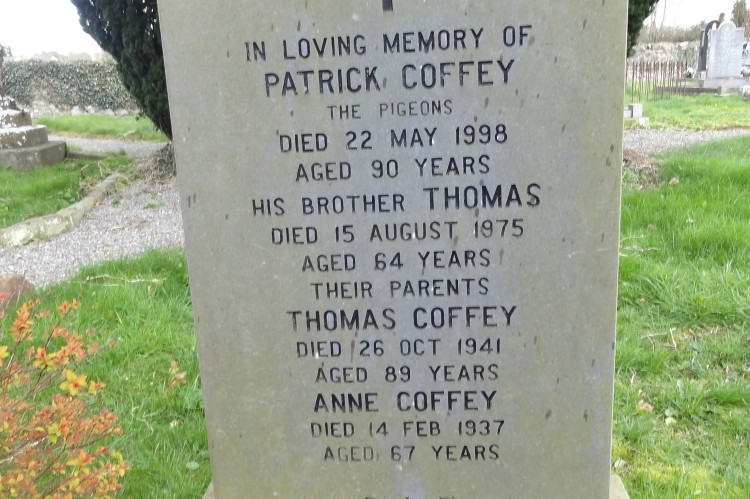 IN LOVING MEMORY OF
PATRICK COFFEY
THE PIGEONS
DIED 22 MAY 1998
AGED 90 YEARS
HIS BROTHER THOMAS
DIED 15 AUGUST 1975
AGED 64 YEARS
THEIR PARENTS
THOMAS COFFEY
DIED 26 OCT 1941
AGED 89 YEARS
ANNE COFFEY
DIED 14 FEB 1937
AGED 67 YEARS